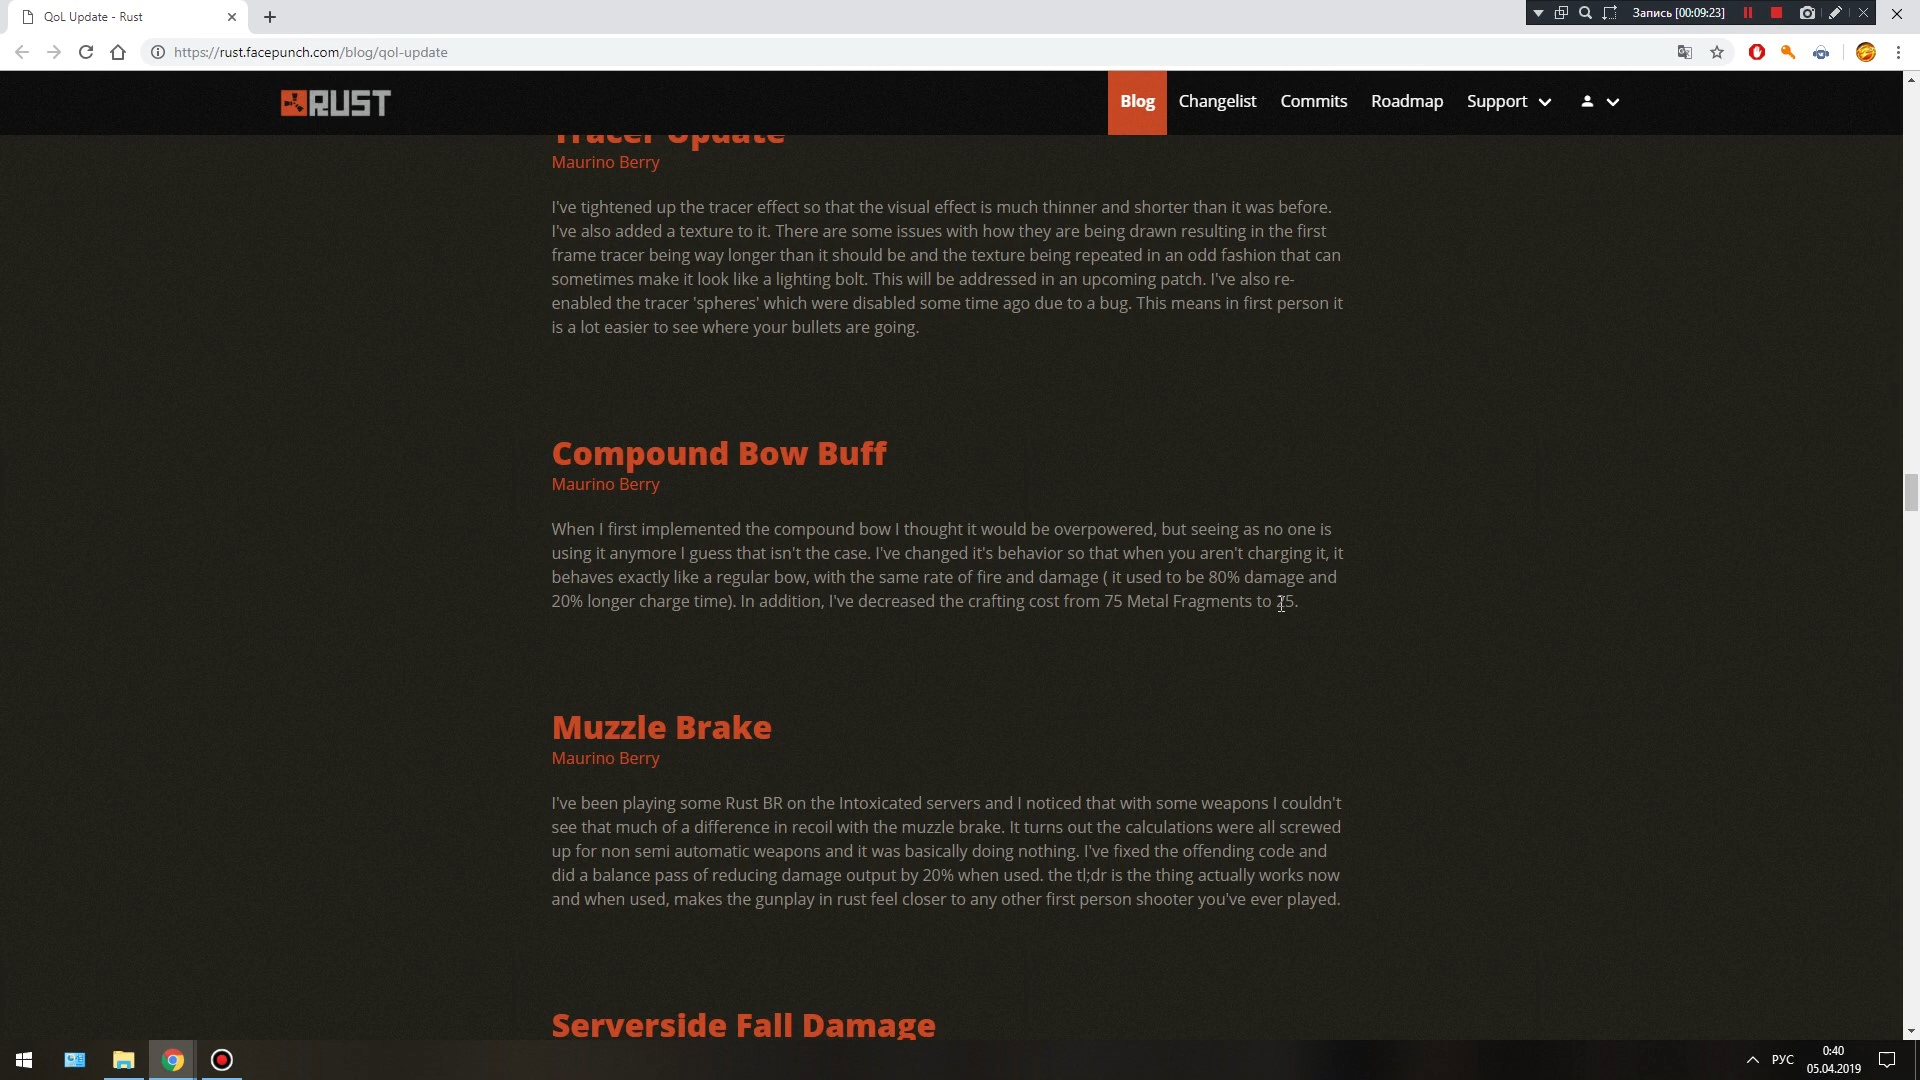 QoL Update - Rust
Запись [00:09:23]
https://rust.facepunch.com/blog/qol-update
RUST
Blog
Changelist
Commits
Roadmap
Support
Tracer Update
Maurino Berry
I've tightened up the tracer effect so that the visual effect is much thinner and shorter than it was before.
I've also added a texture to it. There are some issues with how they are being drawn resulting in the first
frame tracer being way longer than it should be and the texture being repeated in an odd fashion that can
sometimes make it look like a lighting bolt. This will be addressed in an upcoming patch. I've also re-
enabled the tracer 'spheres' which were disabled some time ago due to a bug. This means in first person it
is a lot easier to see where your bullets are going.
Compound Bow Buff
Maurino Berry
When I first implemented the compound bow I thought it would be overpowered, but seeing as no one is
using it anymore I guess that isn't the case. I've changed it's behavior so that when you aren't charging it, it
behaves exactly like a regular bow, with the same rate of fire and damage ( it used to be 80% damage and
20% longer charge time). In addition, I've decreased the crafting cost from 75 Metal Fragments to 25.
Muzzle Brake
Maurino Berry
I've been playing some Rust BR on the Intoxicated servers and I noticed that with some weapons I couldn't
see that much of a difference in recoil with the muzzle brake. It turns out the calculations were all screwed
up for non semi automatic weapons and it was basically doing nothing. I've fixed the offending code and
did a balance pass of reducing damage output by 20% when used. the tl;dr is the thing actually works now
and when used, makes the gunplay in rust feel closer to any other first person shooter you've ever played.
Serverside Fall Damage
РУС
0:40
05.04.2019